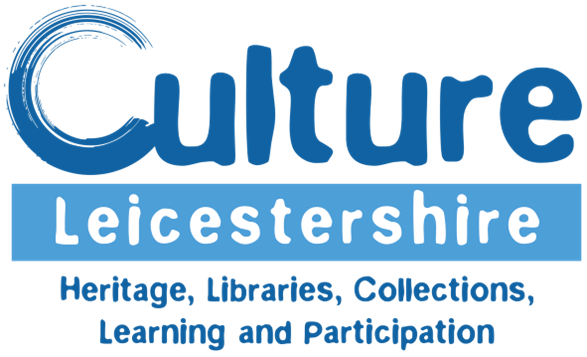 Culture
Leicestershire
Heritage, Libraries, Collections,
Learning and Participation